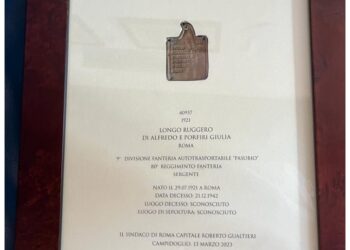 40957
1921
LONGO RUGGERO
DI ALFREDO E PORFIRI GIULIA
ROMA
9ª DIVISIONE FANTERIA AUTOTRASPORTABILE "PASUBIO"
80° REGGIMENTO FANTERIA
SERGENTE
NATO IL 29.07.1921 A ROMA
DATA DECESSO: 21.12.1942
LUOGO DECESSO: SCONOSCIUTO
LUOGO DI SEPOLTURA: SCONOSCIUTO
IL SINDACO DI ROMA CAPITALE ROBERTO GUALTIERI
CAMPIDOGLIO, 13 MARZO 2023